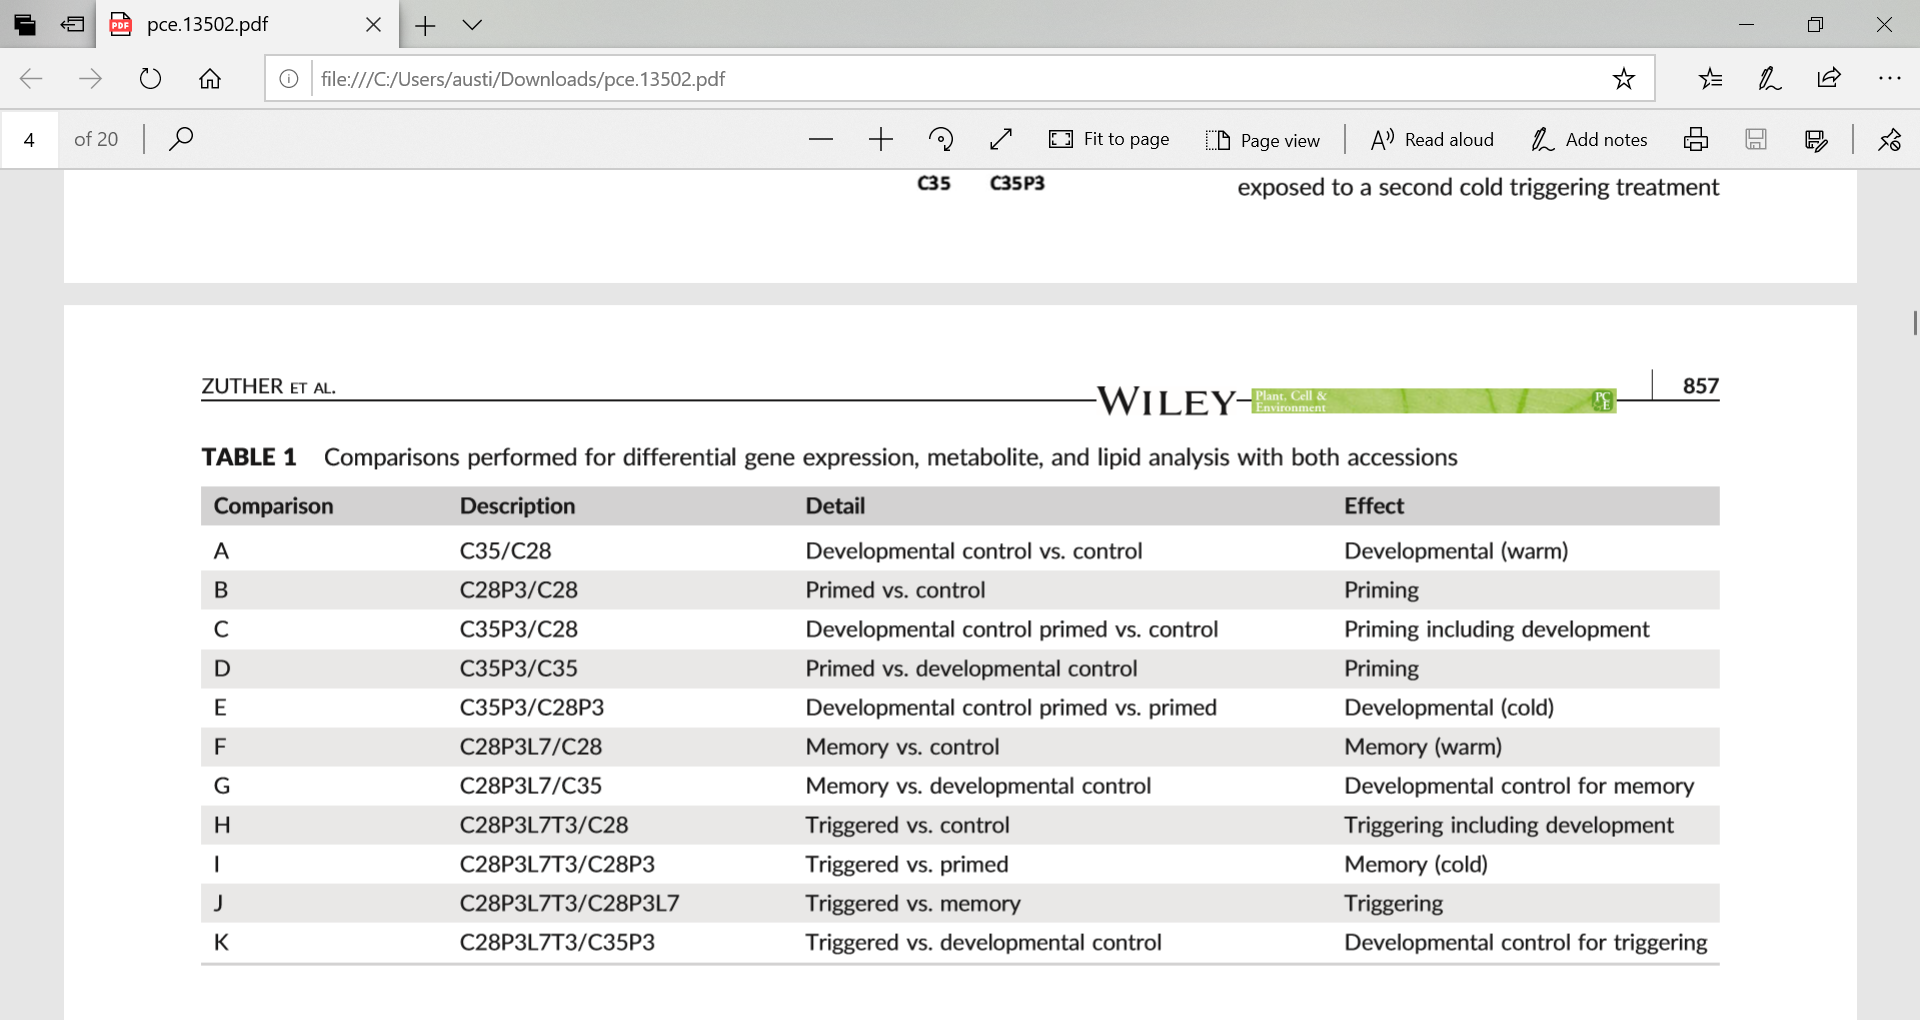 pce.13502.pdf
file:///C:/Users/austi/Downloads/pce.13502.pdf
4 of 20 Fit to page Page view Read aloud Add notes
C35 C35P3 exposed to a second cold triggering treatment
ZUTHER ET AL. WILEY Plant, Cell & Environment PCE 857
TABLE 1 Comparisons performed for differential gene expression, metabolite, and lipid analysis with both accessions
Comparison Description Detail Effect
A C35/C28 Developmental control vs. control Developmental (warm)
B C28P3/C28 Primed vs. control Priming
C C35P3/C28 Developmental control primed vs. control Priming including development
D C35P3/C35 Primed vs. developmental control Priming
E C35P3/C28P3 Developmental control primed vs. primed Developmental (cold)
F C28P3L7/C28 Memory vs. control Memory (warm)
G C28P3L7/C35 Memory vs. developmental control Developmental control for memory
H C28P3L7T3/C28 Triggered vs. control Triggering including development
I C28P3L7T3/C28P3 Triggered vs. primed Memory (cold)
J C28P3L7T3/C28P3L7 Triggered vs. memory Triggering
K C28P3L7T3/C35P3 Triggered vs. developmental control Developmental control for triggering